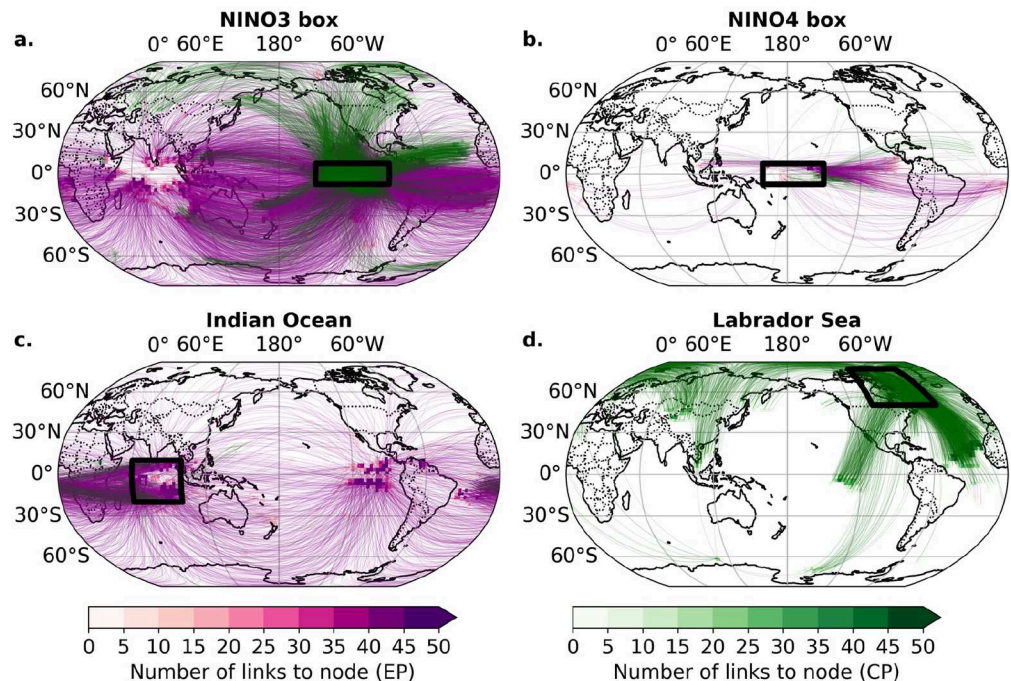 NINO3 box
a.
0° 60°E 180° 60°W
60°N
30°N
0°
30°S
60°S
NINO4 box
b.
0° 60°E 180° 60°W
60°N
30°N
0°
30°S
60°S
Indian Ocean
c.
0° 60°E 180° 60°W
60°N
30°N
0°
30°S
60°S
Labrador Sea
d.
0° 60°E 180° 60°W
60°N
30°N
0°
30°S
60°S
0 5 10 15 20 25 30 35 40 45 50
Number of links to node (EP)
0 5 10 15 20 25 30 35 40 45 50
Number of links to node (CP)